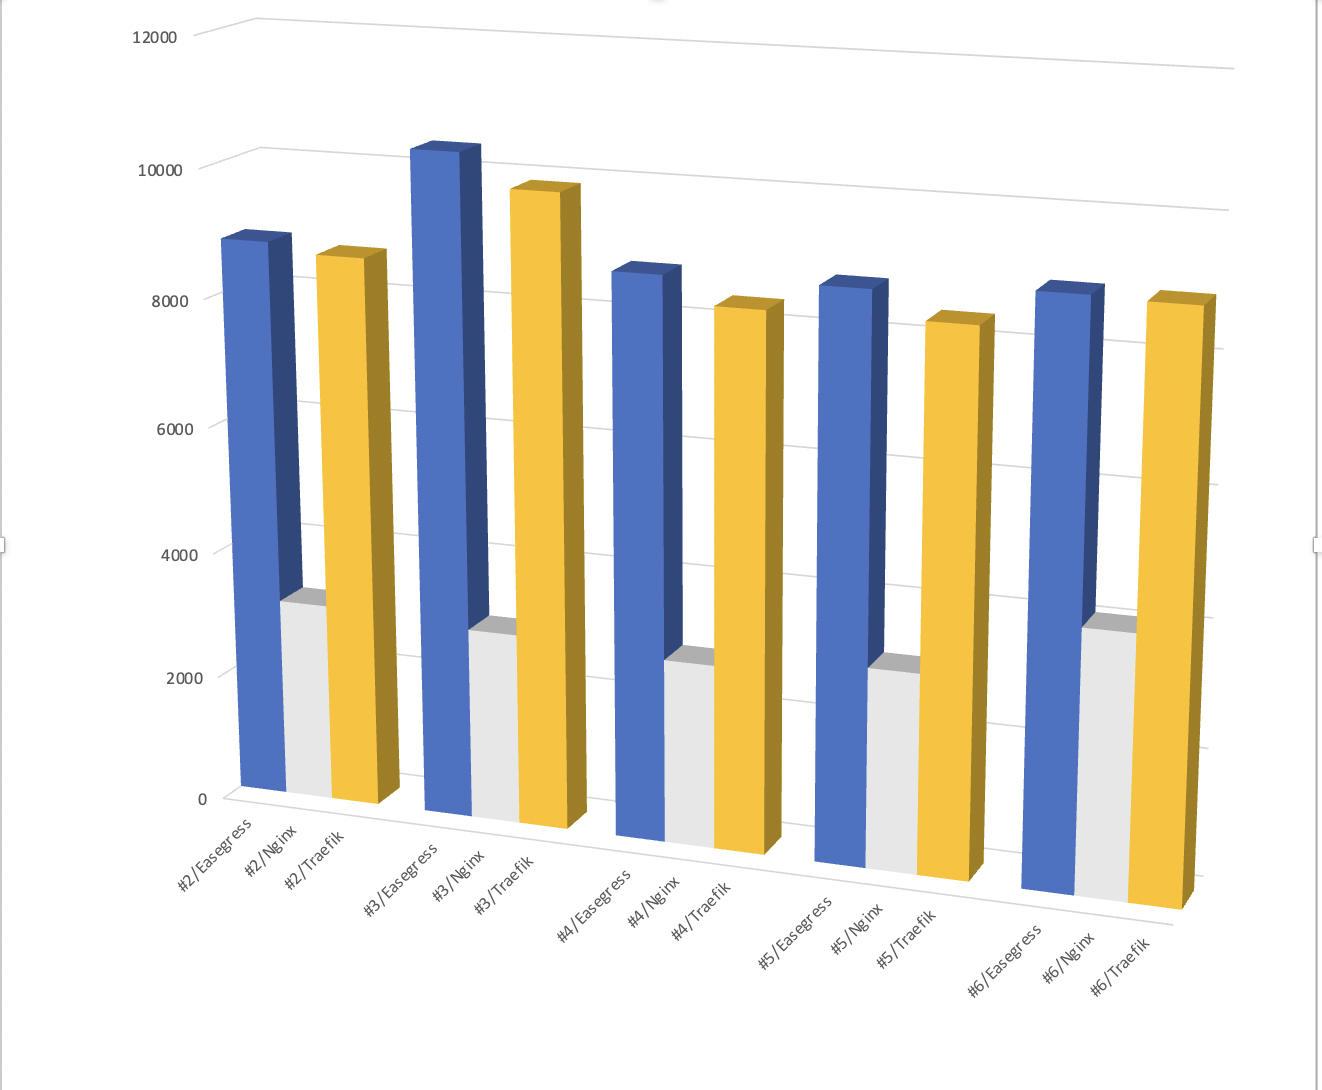 12000
10000
8000
6000
4000
2000
0
#2/Easegress
#2/Nginx
#2/Traefik
#3/Easegress
#3/Nginx
#3/Traefik
#4/Easegress
#4/Nginx
#4/Traefik
#5/Easegress
#5/Nginx
#5/Traefik
#6/Easegress
#6/Nginx
#6/Traefik